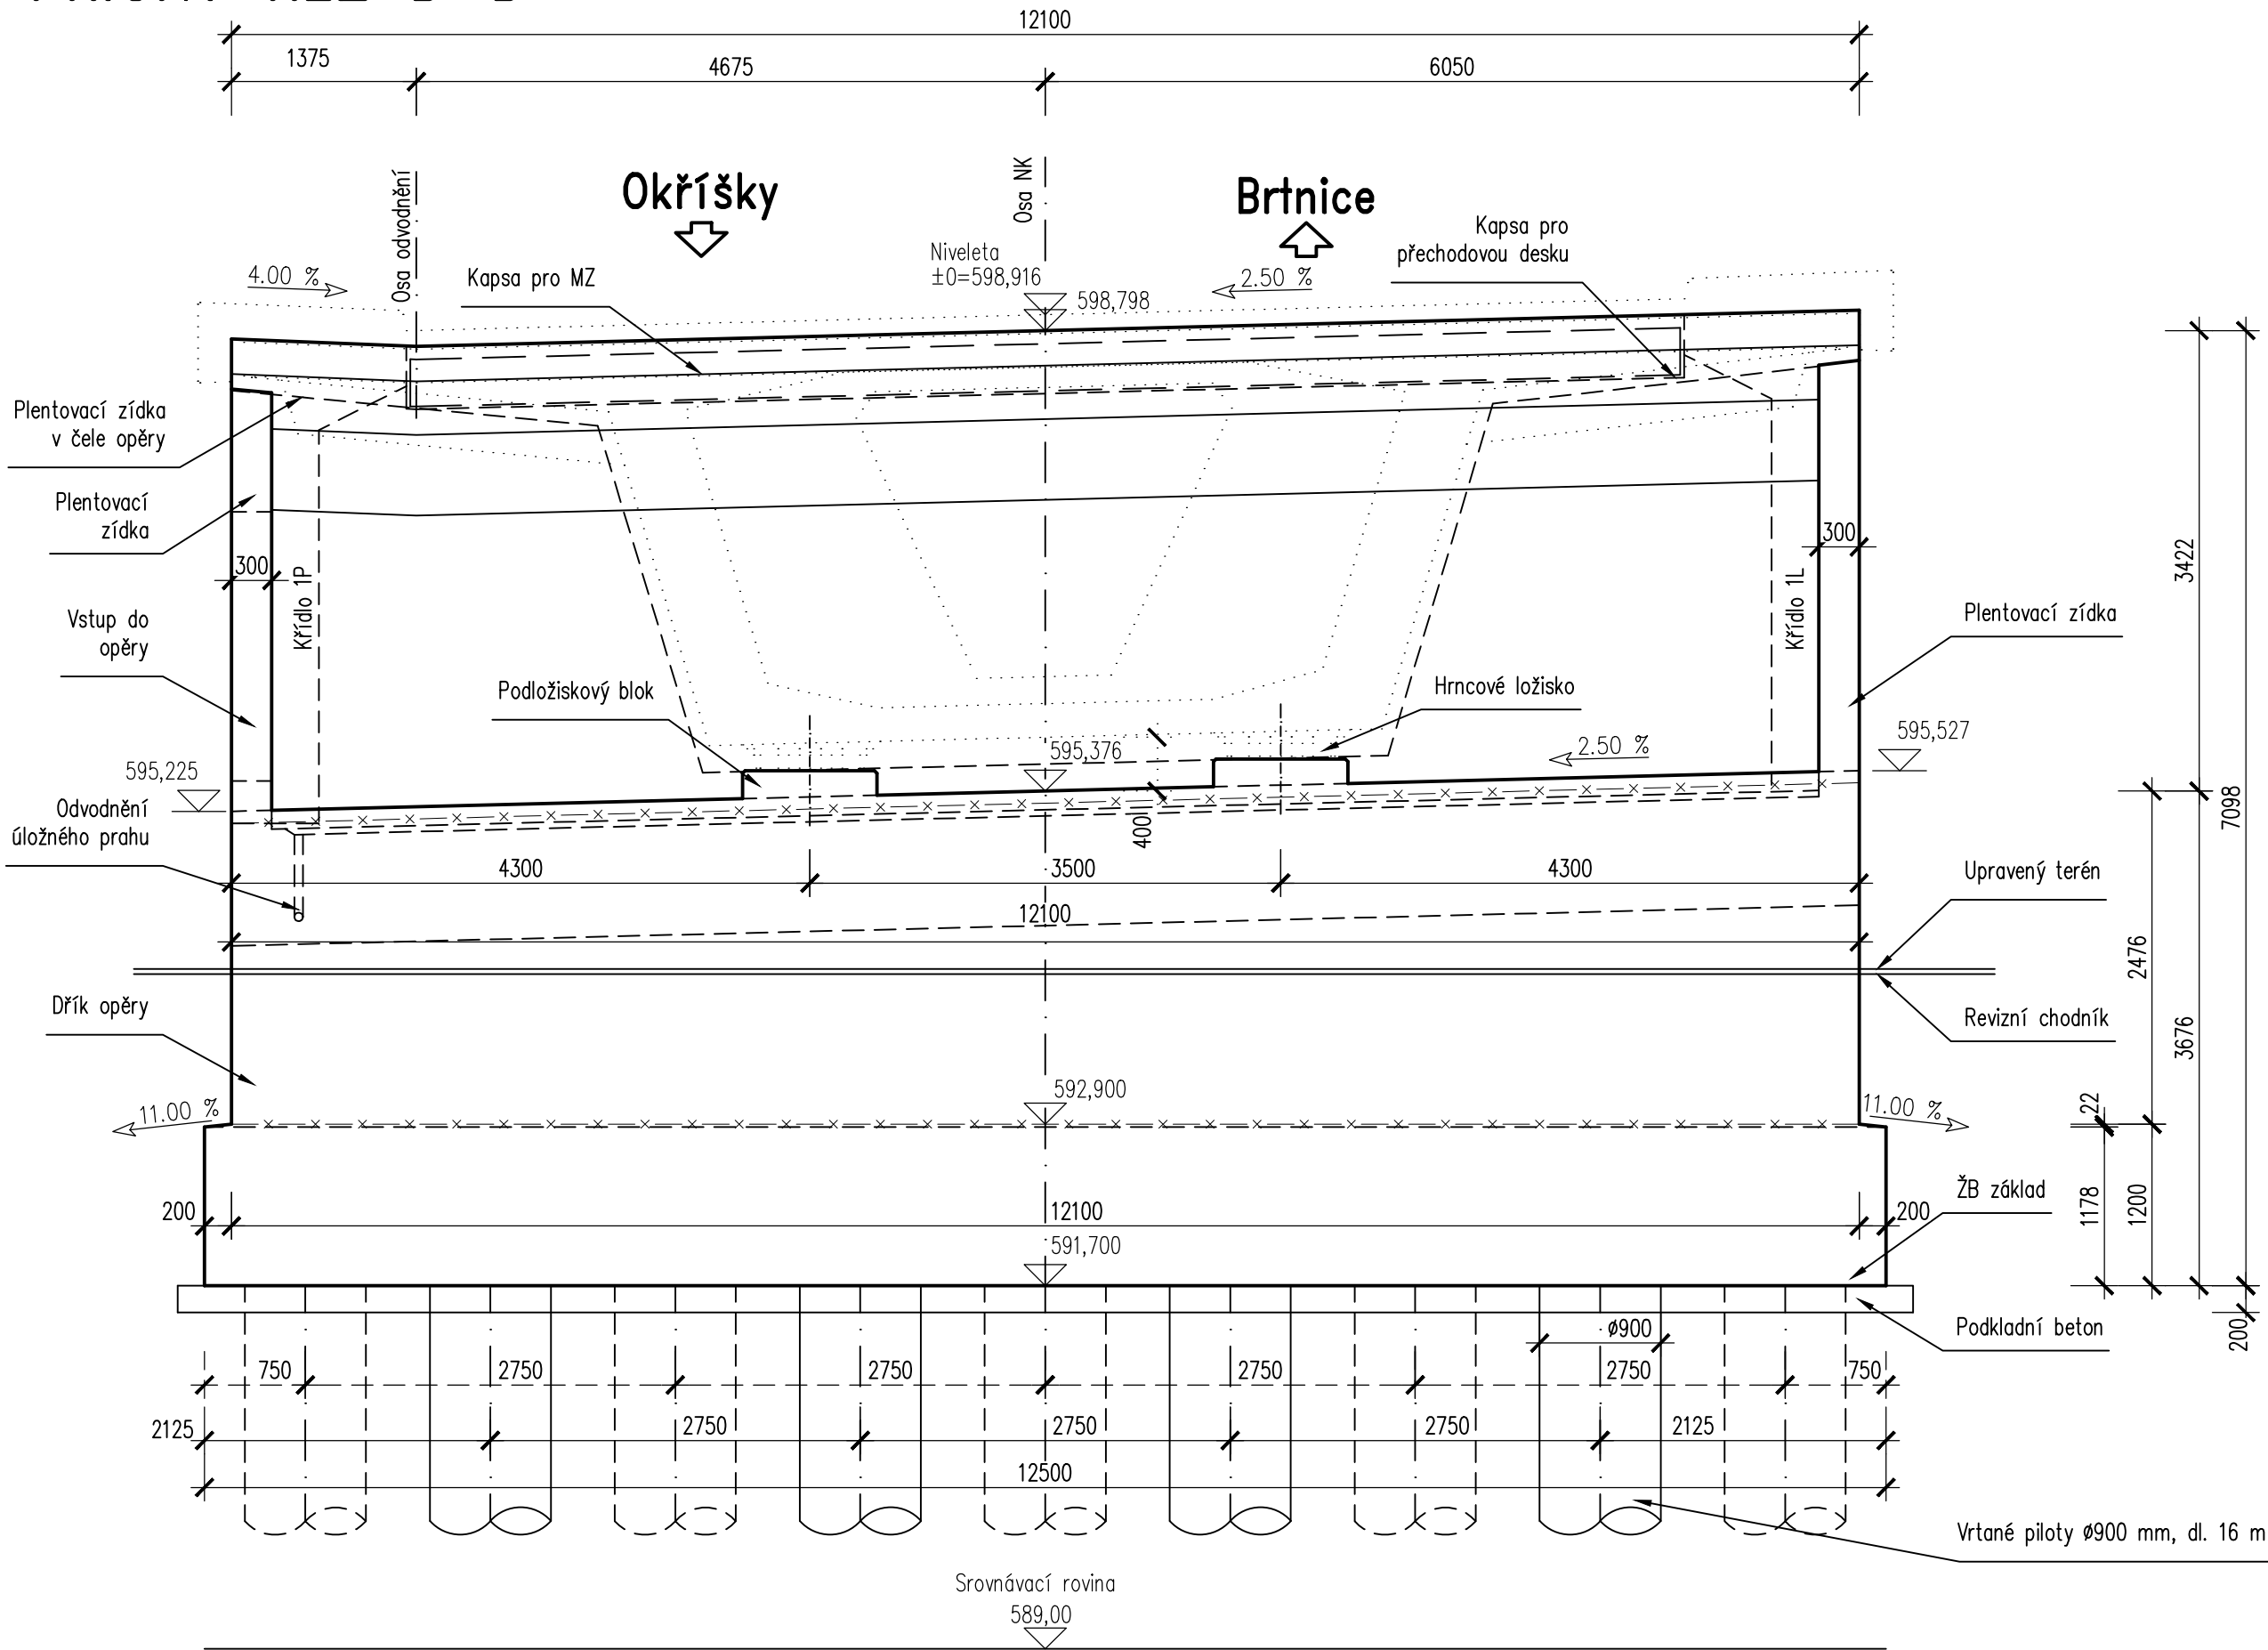 12100
1375
4675
6050
Osa odvodnění
Okříšky
Osa NK
Brtnice
Kapsa pro
přechodovou desku
Niveleta
±0=598,916
598,798
4.00 %
Kapsa pro MZ
2.50 %
Plentovací zídka
v čele opěry
Plentovací
zídka
300
300
3422
Křídlo 1P
Křídlo 1L
Vstup do
opěry
Plentovací zídka
Podložiskový blok
Hrncové ložisko
595,376
2.50 %
595,527
595,225
Odvodnění
úložného prahu
400
7098
4300
3500
4300
Upravený terén
12100
2476
Dřík opěry
Revizní chodník
3676
592,900
11.00 %
11.00 %
22
ŽB základ
200
12100
200
1178
1200
591,700
Podkladní beton
200
ø900
750
2750
2750
2750
2750
750
2125
2750
2750
2750
2125
12500
Vrtané piloty ø900 mm, dl. 16 m
Srovnávací rovina
589,00